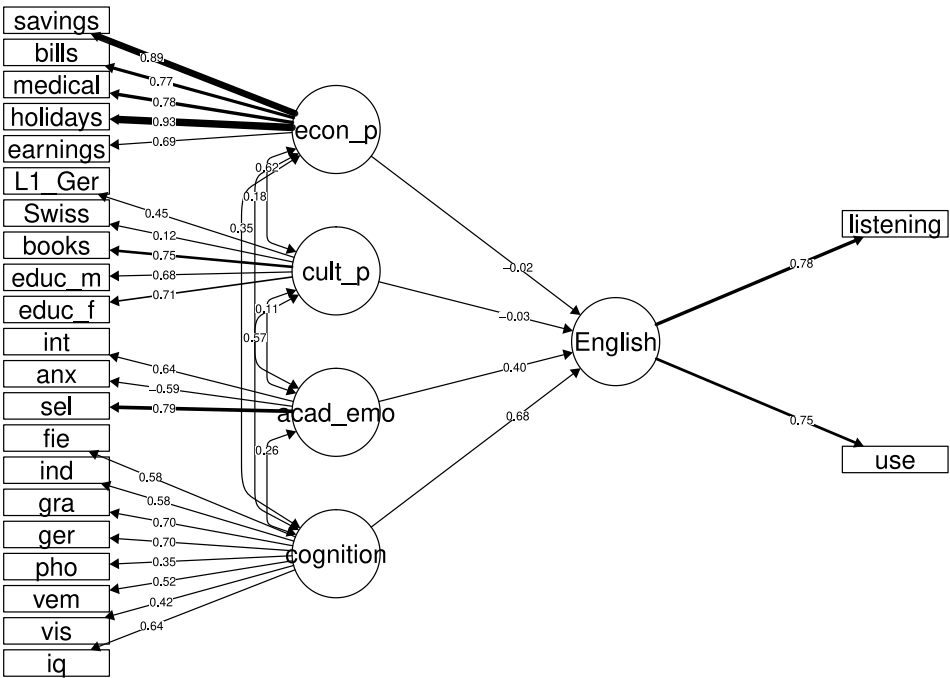 savings
bills
medical
holidays
earnings
L1_Ger
Swiss
books
educ_m
educ_f
int
anx
sel
fie
ind
gra
ger
pho
vem
vis
iq
0.89
0.77
0.78
0.93
0.69
0.45
0.12
0.75
0.68
0.71
0.64
−0.59
0.79
0.58
0.58
0.70
0.70
0.35
0.52
0.42
0.64
0.62
0.18
0.35
0.11
0.57
0.26
econ_p
cult_p
acad_emo
cognition
−0.02
−0.03
0.40
0.68
English
0.78
0.75
listening
use